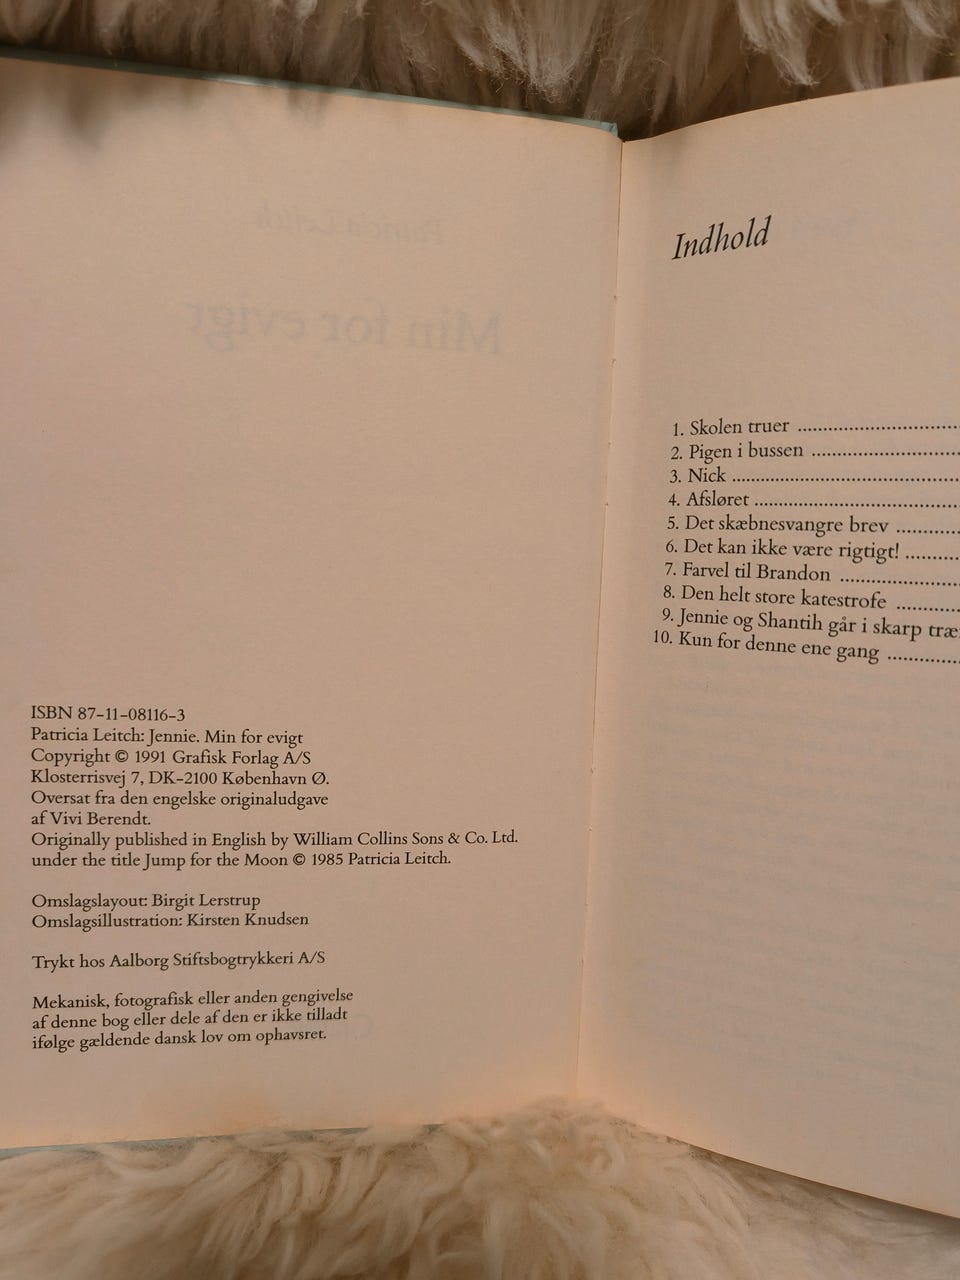 Patricia Leitch
Min for evigt
ISBN 87-11-08116-3
Patricia Leitch: Jennie. Min for evigt
Copyright © 1991 Grafisk Forlag A/S
Klosterrisvej 7, DK-2100 København Ø.
Oversat fra den engelske originaludgave
af Vivi Berendt.
Originally published in English by William Collins Sons & Co. Ltd.
under the title Jump for the Moon © 1985 Patricia Leitch.
Omslagslayout: Birgit Lerstrup
Omslagsillustration: Kirsten Knudsen
Trykt hos Aalborg Stiftsbogtrykkeri A/S
Mekanisk, fotografisk eller anden gengivelse
af denne bog eller dele af den er ikke tilladt
ifølge gældende dansk lov om ophavsret.
Indhold
1. Skolen truer
2. Pigen i bussen
3. Nick
4. Afsløret
5. Det skæbnesvangre brev
6. Det kan ikke være rigtigt!
7. Farvel til Brandon
8. Den helt store katestrofe
9. Jennie og Shantih går i skarp træ
10. Kun for denne ene gang